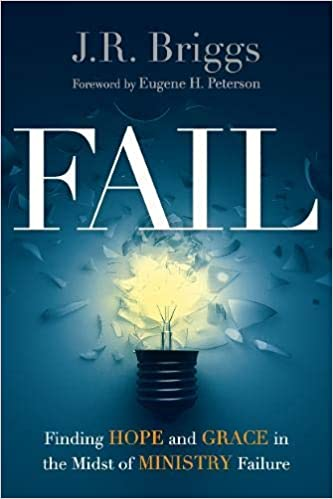 J.R. Briggs
Foreword by Eugene H. Peterson
FAIL
Finding HOPE and GRACE in
the Midst of MINISTRY Failure